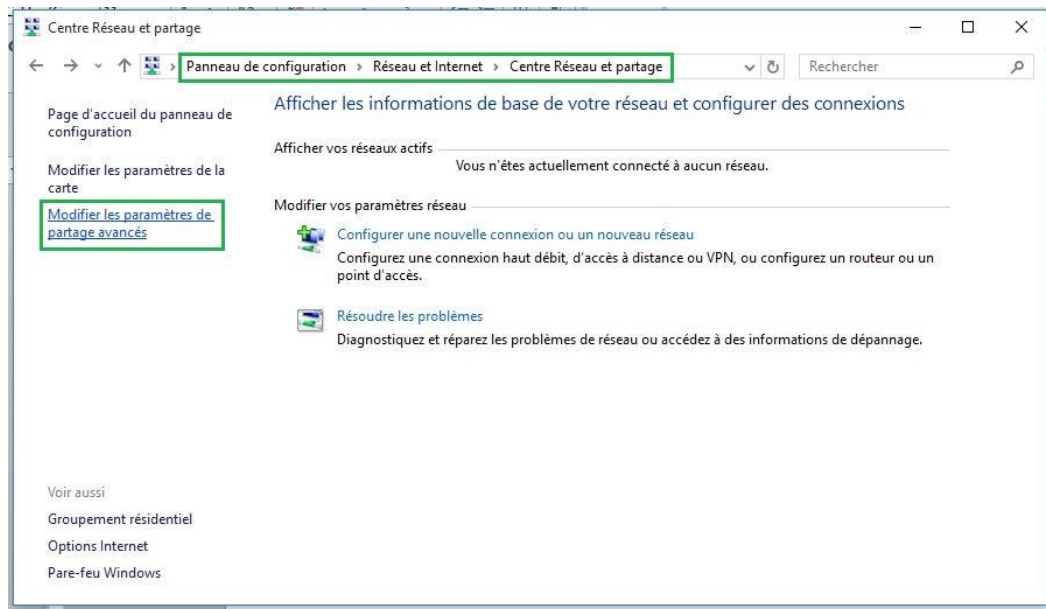 Centre Réseau et partage
Panneau de configuration > Réseau et Internet > Centre Réseau et partage
Rechercher
Page d'accueil du panneau de
configuration
Modifier les paramètres de la
carte
Modifier les paramètres de
partage avancés
Afficher les informations de base de votre réseau et configurer des connexions
Afficher vos réseaux actifs
Vous n'êtes actuellement connecté à aucun réseau.
Modifier vos paramètres réseau
Configurer une nouvelle connexion ou un nouveau réseau
Configurez une connexion haut débit, d'accès à distance ou VPN, ou configurez un routeur ou un
point d'accès.
Résoudre les problèmes
Diagnostiquez et réparez les problèmes de réseau ou accédez à des informations de dépannage.
Voir aussi
Groupement résidentiel
Options Internet
Pare-feu Windows